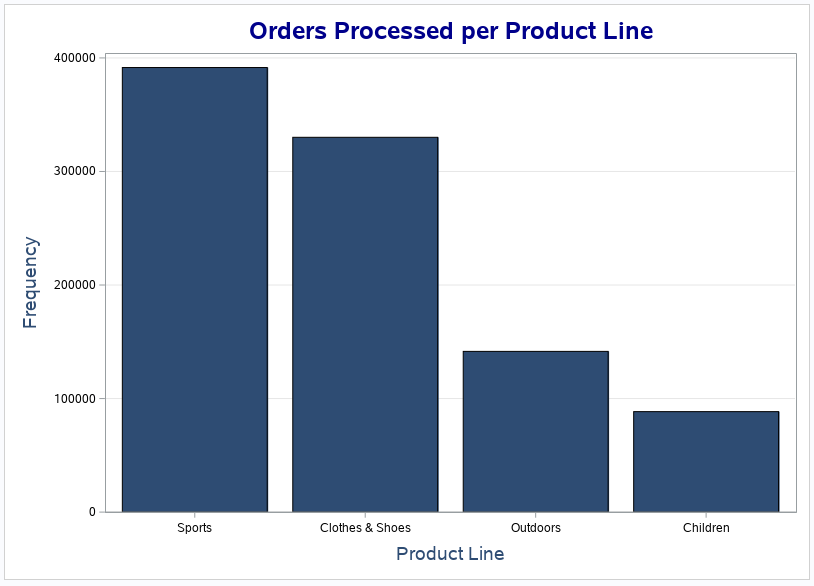 Orders Processed per Product Line
400000
300000
200000
100000
0
Frequency
Sports
Clothes & Shoes
Outdoors
Children
Product Line